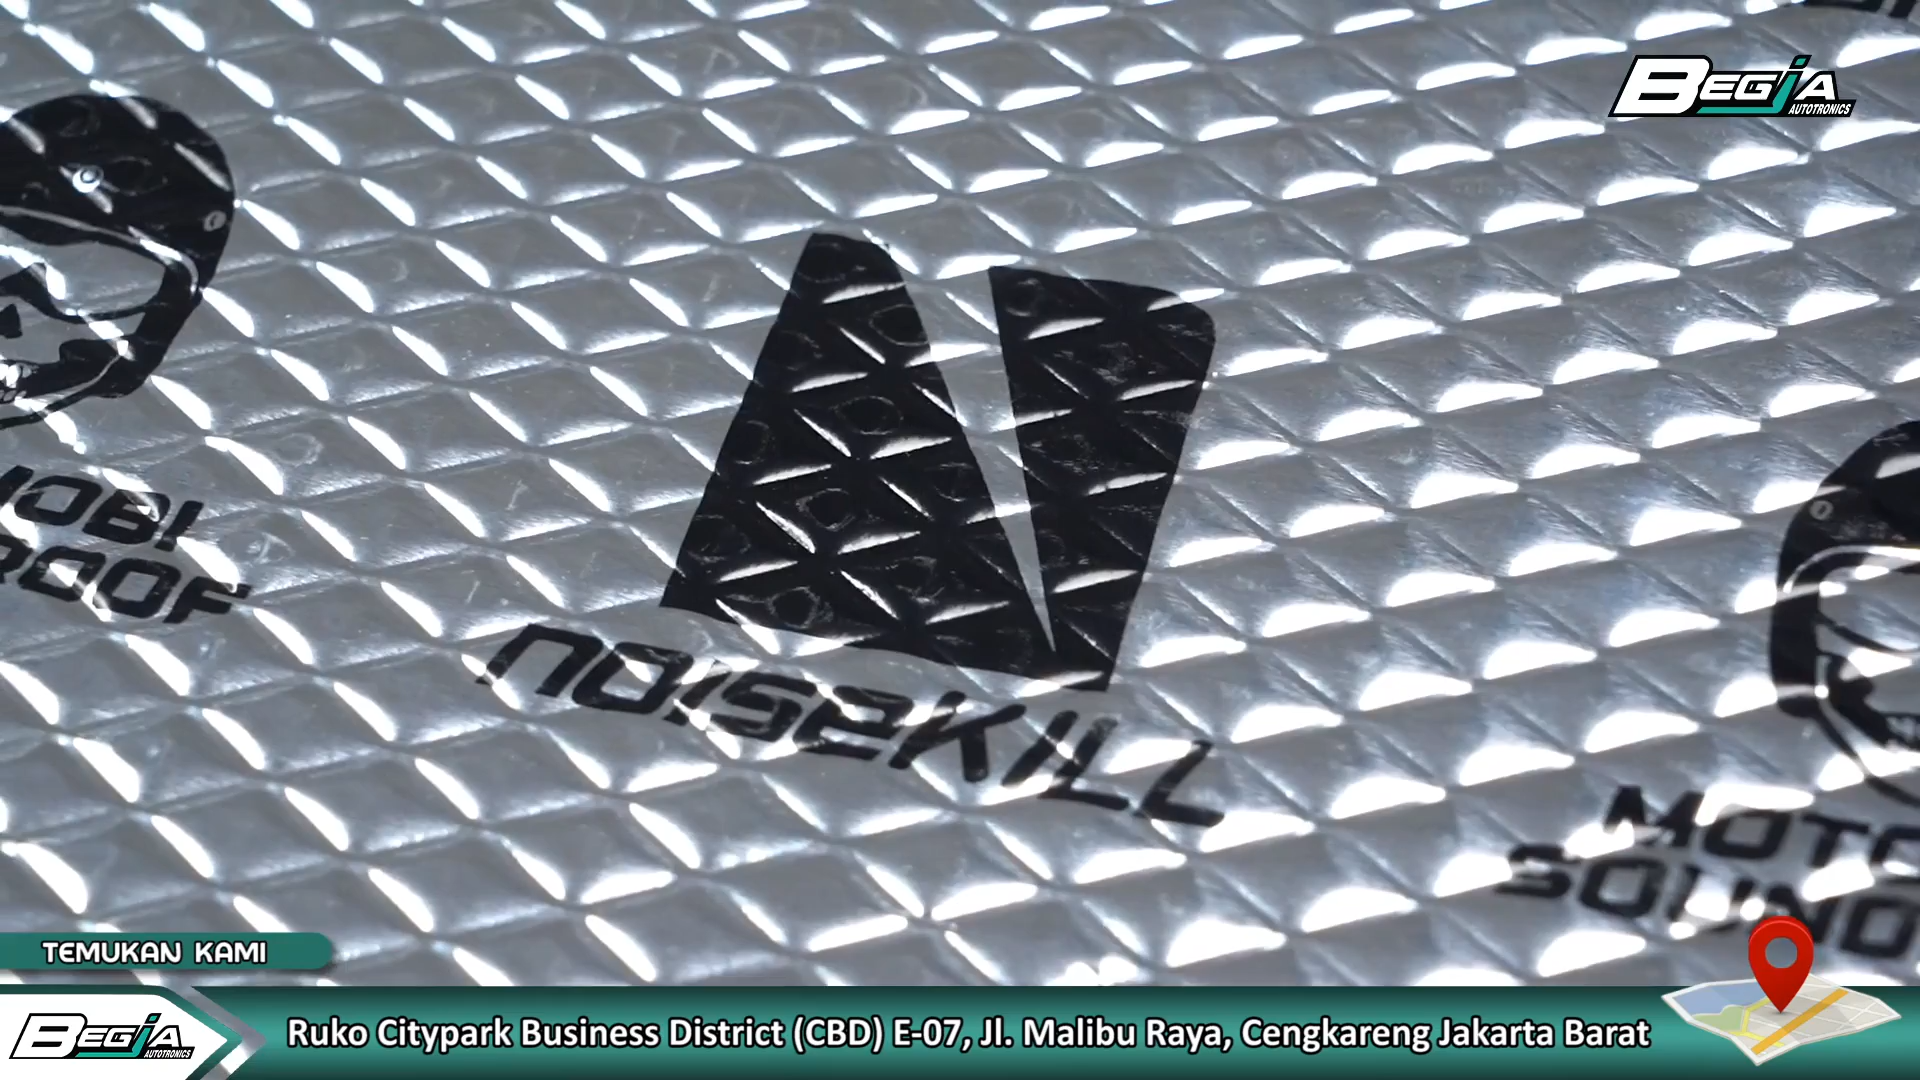 BEGJA
AUTOTRONICS
NOISEKILL
TEMUKAN KAMI
BEGJA
AUTOTRONICS
Ruko Citypark Business District (CBD) E-07, Jl. Malibu Raya, Cengkareng Jakarta Barat